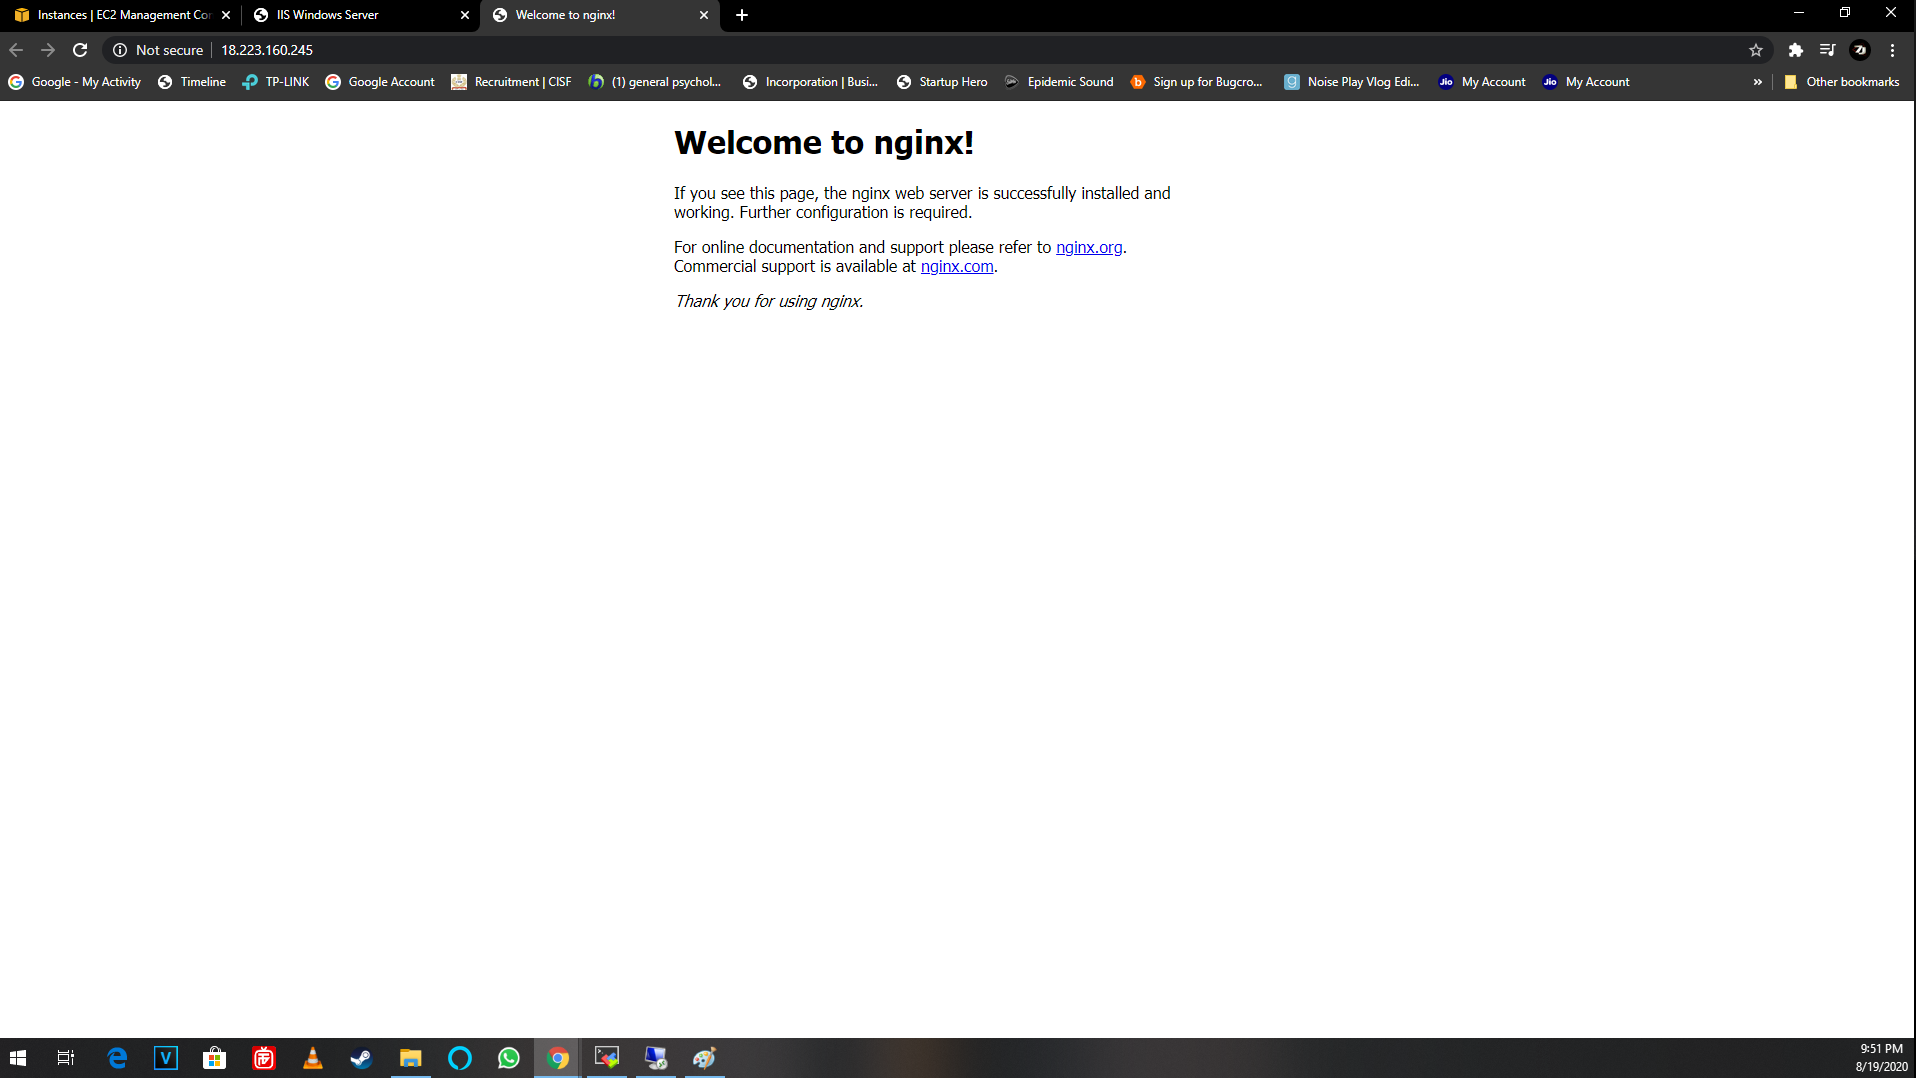 Instances | EC2 Management Co
IIS Windows Server
Welcome to nginx!
Not secure
18.223.160.245
Google - My Activity
Timeline
TP-LINK
Google Account
Recruitment | CISF
(1) general psychol...
Incorporation | Busi...
Startup Hero
Epidemic Sound
Sign up for Bugcro...
Noise Play Vlog Edi...
Jio
My Account
Jio
My Account
»
Other bookmarks
Welcome to nginx!
If you see this page, the nginx web server is successfully installed and
working. Further configuration is required.
For online documentation and support please refer to nginx.org.
Commercial support is available at nginx.com.
Thank you for using nginx.
V
9:51 PM
8/19/2020